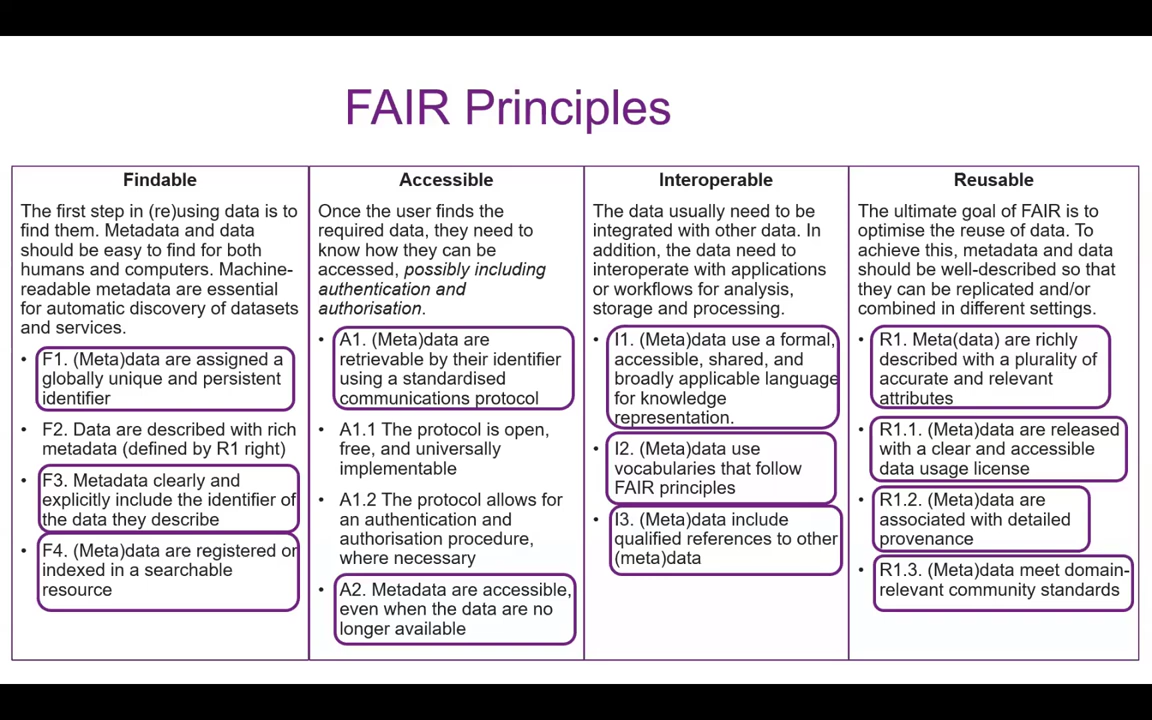 FAIR Principles
Findable
The first step in (re)using data is to
find them. Metadata and data
should be easy to find for both
humans and computers. Machine-
readable metadata are essential
for automatic discovery of datasets
and services.
• F1. (Meta)data are assigned a
globally unique and persistent
identifier
• F2. Data are described with rich
metadata (defined by R1 right)
• F3. Metadata clearly and
explicitly include the identifier of
the data they describe
• F4. (Meta)data are registered or
indexed in a searchable
resource
Accessible
Once the user finds the
required data, they need to
know how they can be
accessed, possibly including
authentication and
authorisation.
• A1. (Meta)data are
retrievable by their identifier
using a standardised
communications protocol
• A1.1 The protocol is open,
free, and universally
implementable
• A1.2 The protocol allows for
an authentication and
authorisation procedure,
where necessary
• A2. Metadata are accessible,
even when the data are no
longer available
Interoperable
The data usually need to be
integrated with other data. In
addition, the data need to
interoperate with applications
or workflows for analysis,
storage and processing.
• I1. (Meta)data use a formal,
accessible, shared, and
broadly applicable language
for knowledge
representation.
• I2. (Meta)data use
vocabularies that follow
FAIR principles
• I3. (Meta)data include
qualified references to other
(meta)data
Reusable
The ultimate goal of FAIR is to
optimise the reuse of data. To
achieve this, metadata and data
should be well-described so that
they can be replicated and/or
combined in different settings.
• R1. Meta(data) are richly
described with a plurality of
accurate and relevant
attributes
• R1.1. (Meta)data are released
with a clear and accessible
data usage license
• R1.2. (Meta)data are
associated with detailed
provenance
• R1.3. (Meta)data meet domain-
relevant community standards